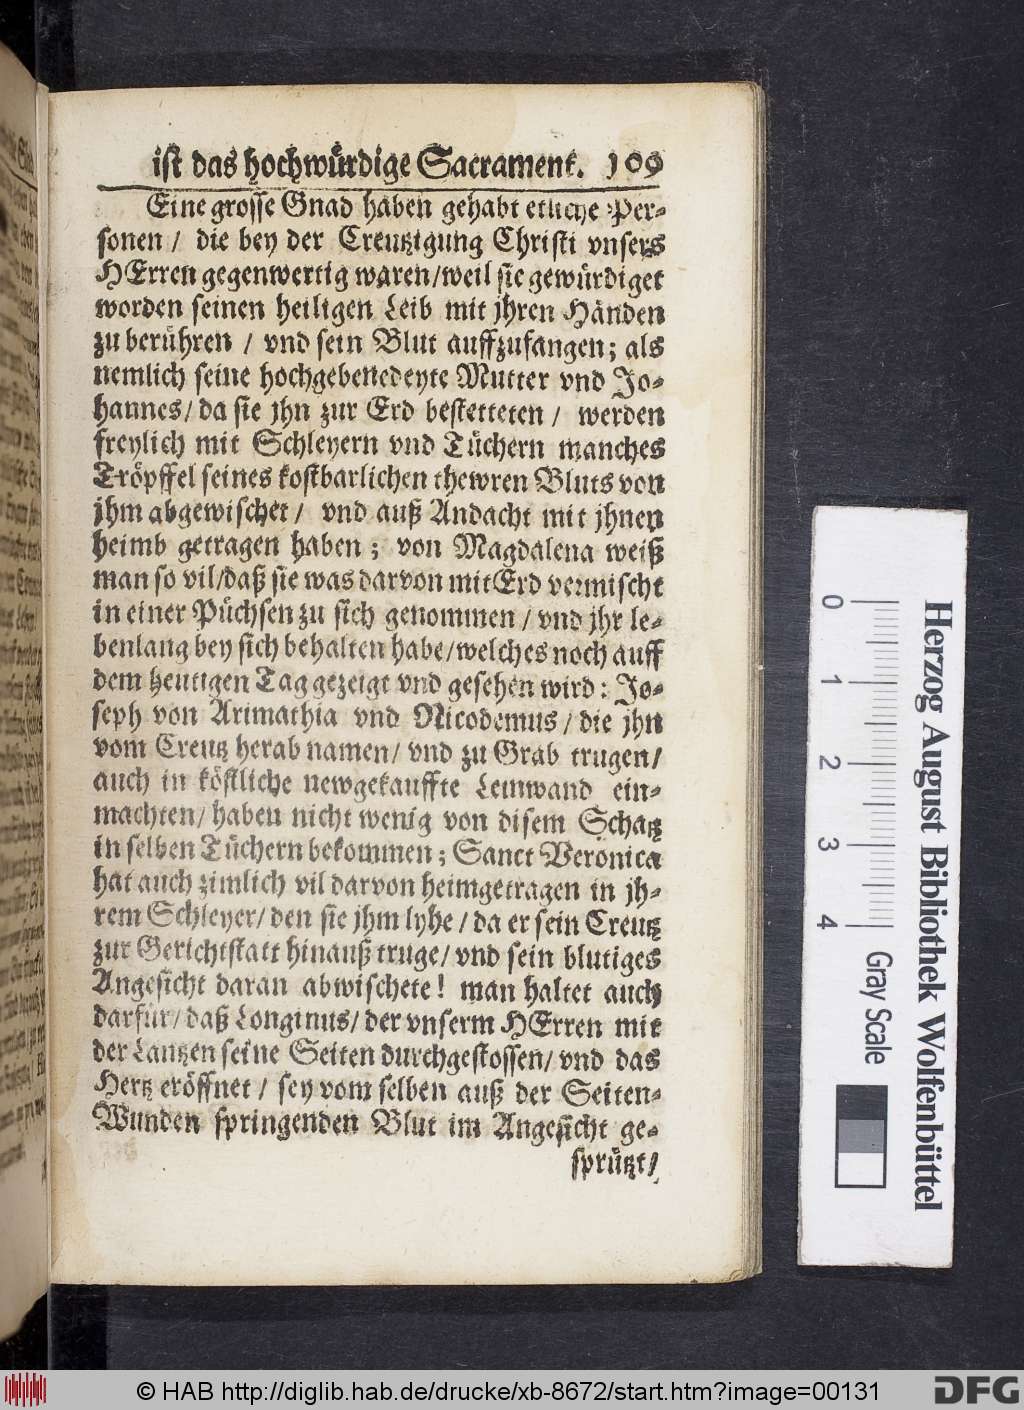 ist das hochwürdige Sacrament. 109
Eine grosse Gnad haben gehabt etliche Per-
sonen / die bey der Creutzigung Christi vnsers
HErren gegenwertig waren/weil sie gewürdiget
worden seinen heiligen Leib mit jhren Händen
zu berühren / vnd sein Blut auffzufangen; als
nemlich seine hochgebenedeyte Mutter vnd Jo-
hannes/ da sie jhn zur Erd bestetteten / werden
freylich mit Schleyern vnd Tüchern manches
Tröpffel seines kostbarlichen thewren Bluts von
jhm abgewischet / vnd auß Andacht mit jhnen
heimb getragen haben; von Magdalena weiß
man so vil/daß sie was darvon mit Erd vermischt
in einer Püchsen zu sich genommen / vnd jhr le-
benlang bey sich behalten habe/welches noch auff
dem heutigen Tag gezeigt vnd gesehen wird: Jo-
seph von Arimathia vnd Nicodemus / die jhn
vom Creutz herab namen/ vnd zu Grab trugen/
auch in köstliche newgekauffte Leinwand ein-
machten/ haben nicht wenig von disem Schatz
in selben Tüchern bekommen; Sanct Veronica
hat auch zimlich vil darvon heimgetragen in jh-
rem Schleyer/ den sie jhm lyhe / da er sein Creutz
zur Gerichtstatt hinauß truge/ vnd sein blutiges
Angesicht daran abwischete! man haltet auch
darfür/ daß Longinus/ der vnserm HErren mit
der Lantzen seine Seiten durchgestossen/ vnd das
Hertz eröffnet / sey vom selben auß der Seiten-
Wunden springenden Blut im Angesicht ge-
sprützt/
0 1 2 3 4
Gray Scale
Herzog August Bibliothek Wolfenbüttel
© HAB http://diglib.hab.de/drucke/xb-8672/start.htm?image=00131
DFG